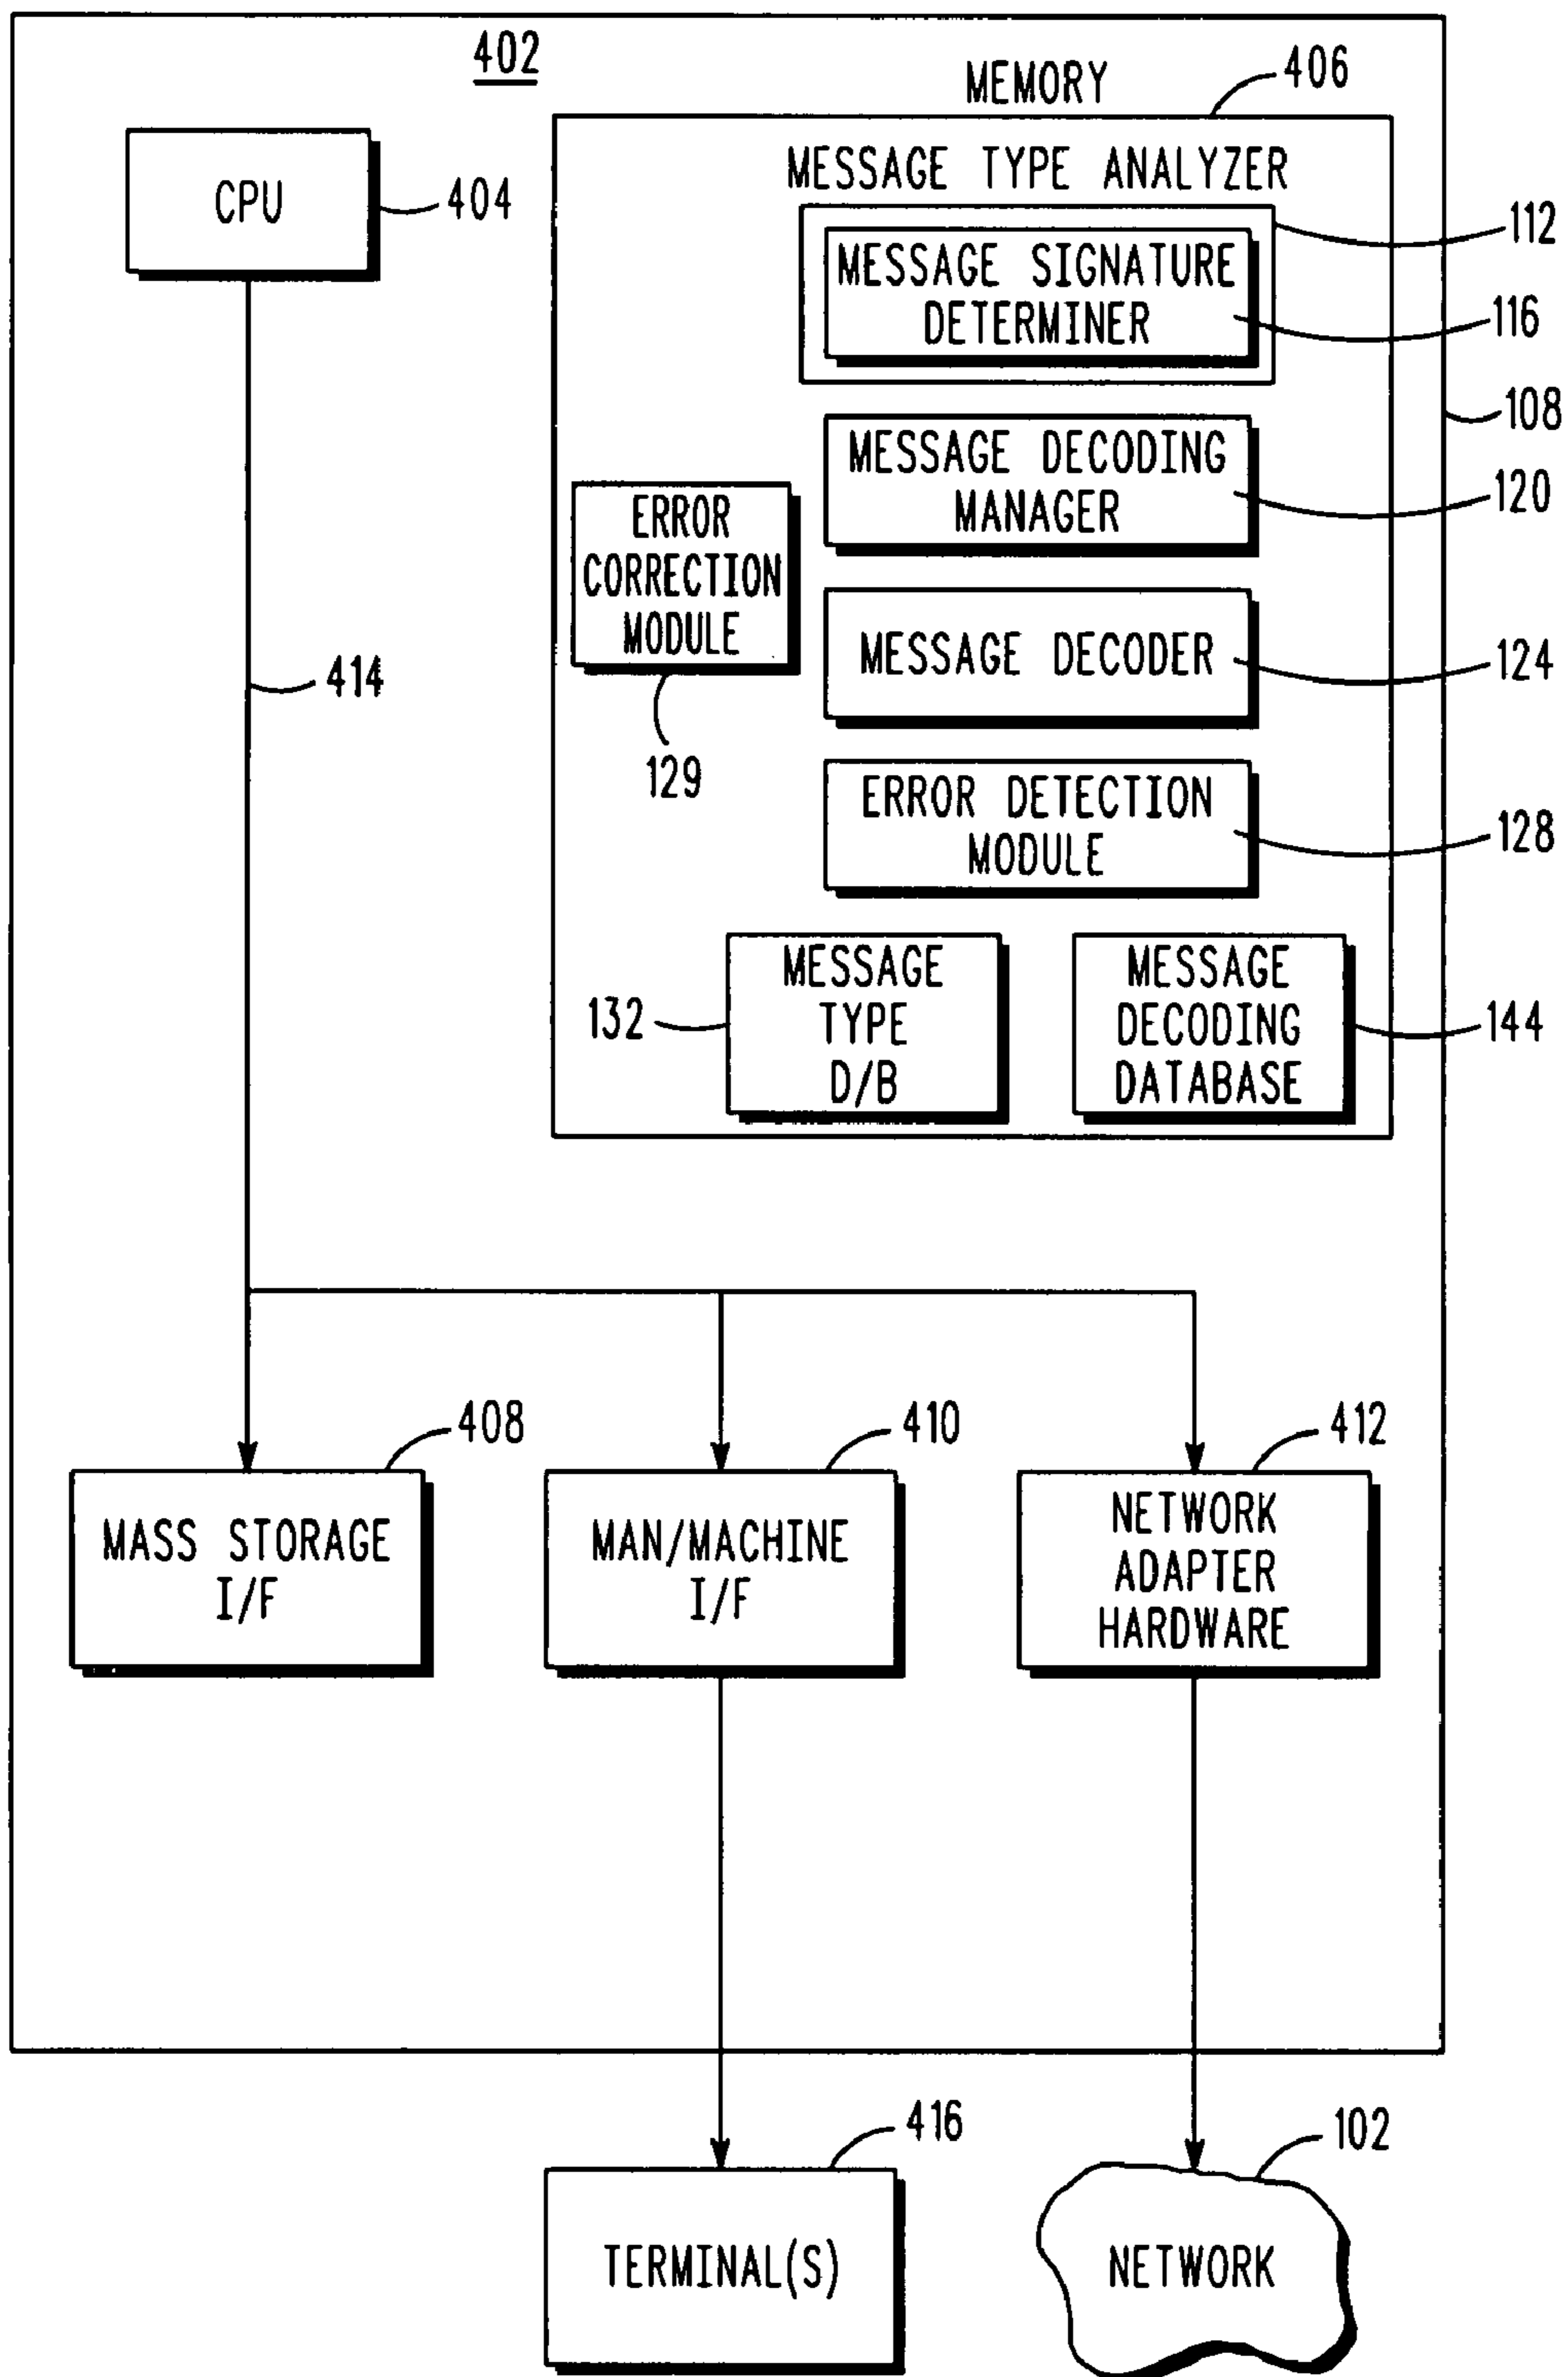 402
MEMORY
406
CPU
404
MESSAGE TYPE ANALYZER
112
MESSAGE SIGNATURE
DETERMINER
116
108
MESSAGE DECODING
MANAGER
120
ERROR
CORRECTION
MODULE
129
MESSAGE DECODER
124
414
ERROR DETECTION
MODULE
128
132
MESSAGE
TYPE
D/B
MESSAGE
DECODING
DATABASE
144
408
410
412
MASS STORAGE
I/F
MAN/MACHINE
I/F
NETWORK
ADAPTER
HARDWARE
416
102
TERMINAL(S)
NETWORK